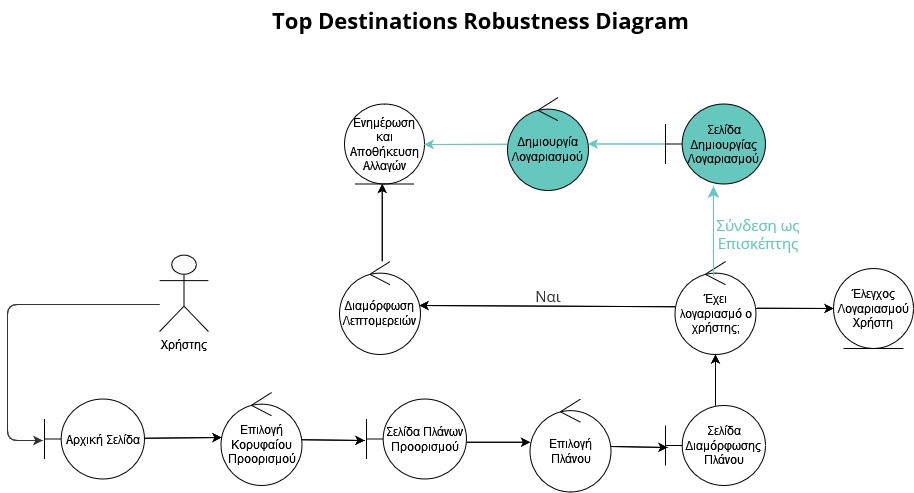 Top Destinations Robustness Diagram
Ενημέρωση
και
Αποθήκευση
Αλλαγών
Δημιουργία
Λογαριασμού
Σελίδα
Δημιουργίας
Λογαριασμού
Σύνδεση ως
Επισκέπτης
Χρήστης
Διαμόρφωση
Λεπτομερειών
Ναι
Έχει
λογαριασμό ο
χρήστης;
Έλεγχος
Λογαριασμού
Χρήστη
Αρχική Σελίδα
Επιλογή
Κορυφαίου
Προορισμού
Σελίδα Πλάνων
Προορισμού
Επιλογή
Πλάνου
Σελίδα
Διαμόρφωσης
Πλάνου